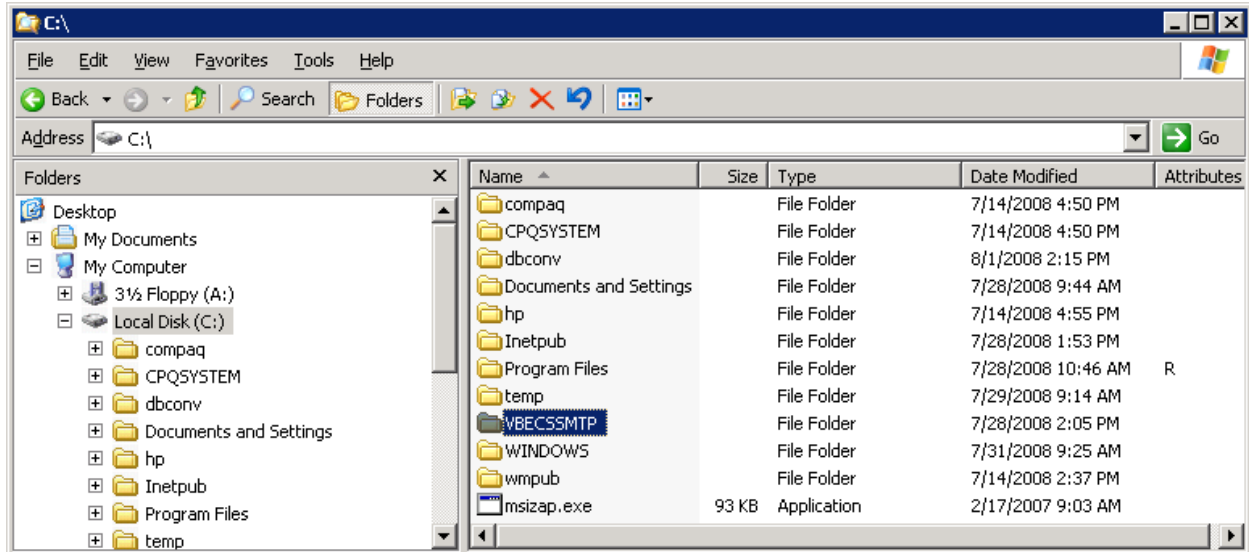 C:\
File Edit View Favorites Tools Help
Back Search Folders
Address C:\ Go
Folders
Desktop
My Documents
My Computer
3½ Floppy (A:)
Local Disk (C:)
compaq
CPQSYSTEM
dbconv
Documents and Settings
hp
Inetpub
Program Files
temp
Name Size Type Date Modified Attributes
compaq File Folder 7/14/2008 4:50 PM
CPQSYSTEM File Folder 7/14/2008 4:50 PM
dbconv File Folder 8/1/2008 2:15 PM
Documents and Settings File Folder 7/28/2008 9:44 AM
hp File Folder 7/14/2008 4:55 PM
Inetpub File Folder 7/28/2008 1:53 PM
Program Files File Folder 7/28/2008 10:46 AM R
temp File Folder 7/29/2008 9:14 AM
VBECSSMTP File Folder 7/28/2008 2:05 PM
WINDOWS File Folder 7/31/2008 9:25 AM
wmpub File Folder 7/14/2008 2:37 PM
msizap.exe 93 KB Application 2/17/2007 9:03 AM